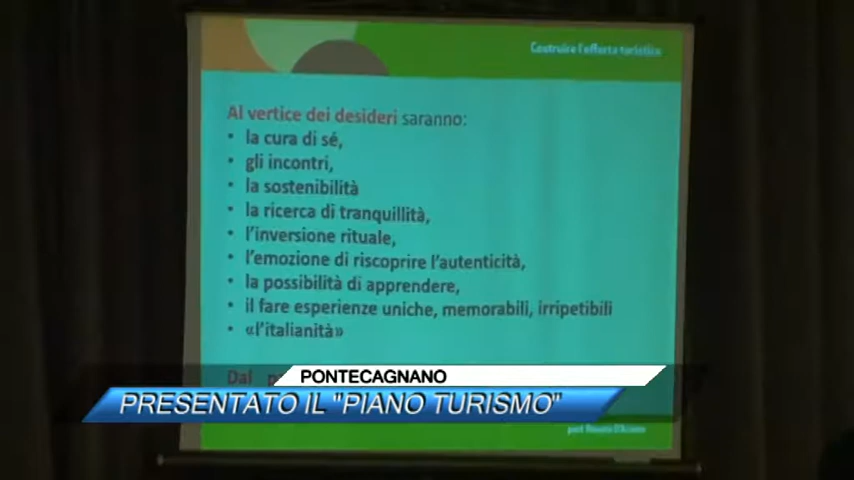 Costruire l'offerta turistica
Al vertice dei desideri saranno:
• la cura di sé,
• gli incontri,
• la sostenibilità
• la ricerca di tranquillità,
• l'inversione rituale,
• l'emozione di riscoprire l'autenticità,
• la possibilità di apprendere,
• il fare esperienze uniche, memorabili, irripetibili
• «l'italianità»
Dal
PONTECAGNANO
PRESENTATO IL "PIANO TURISMO"
prof.